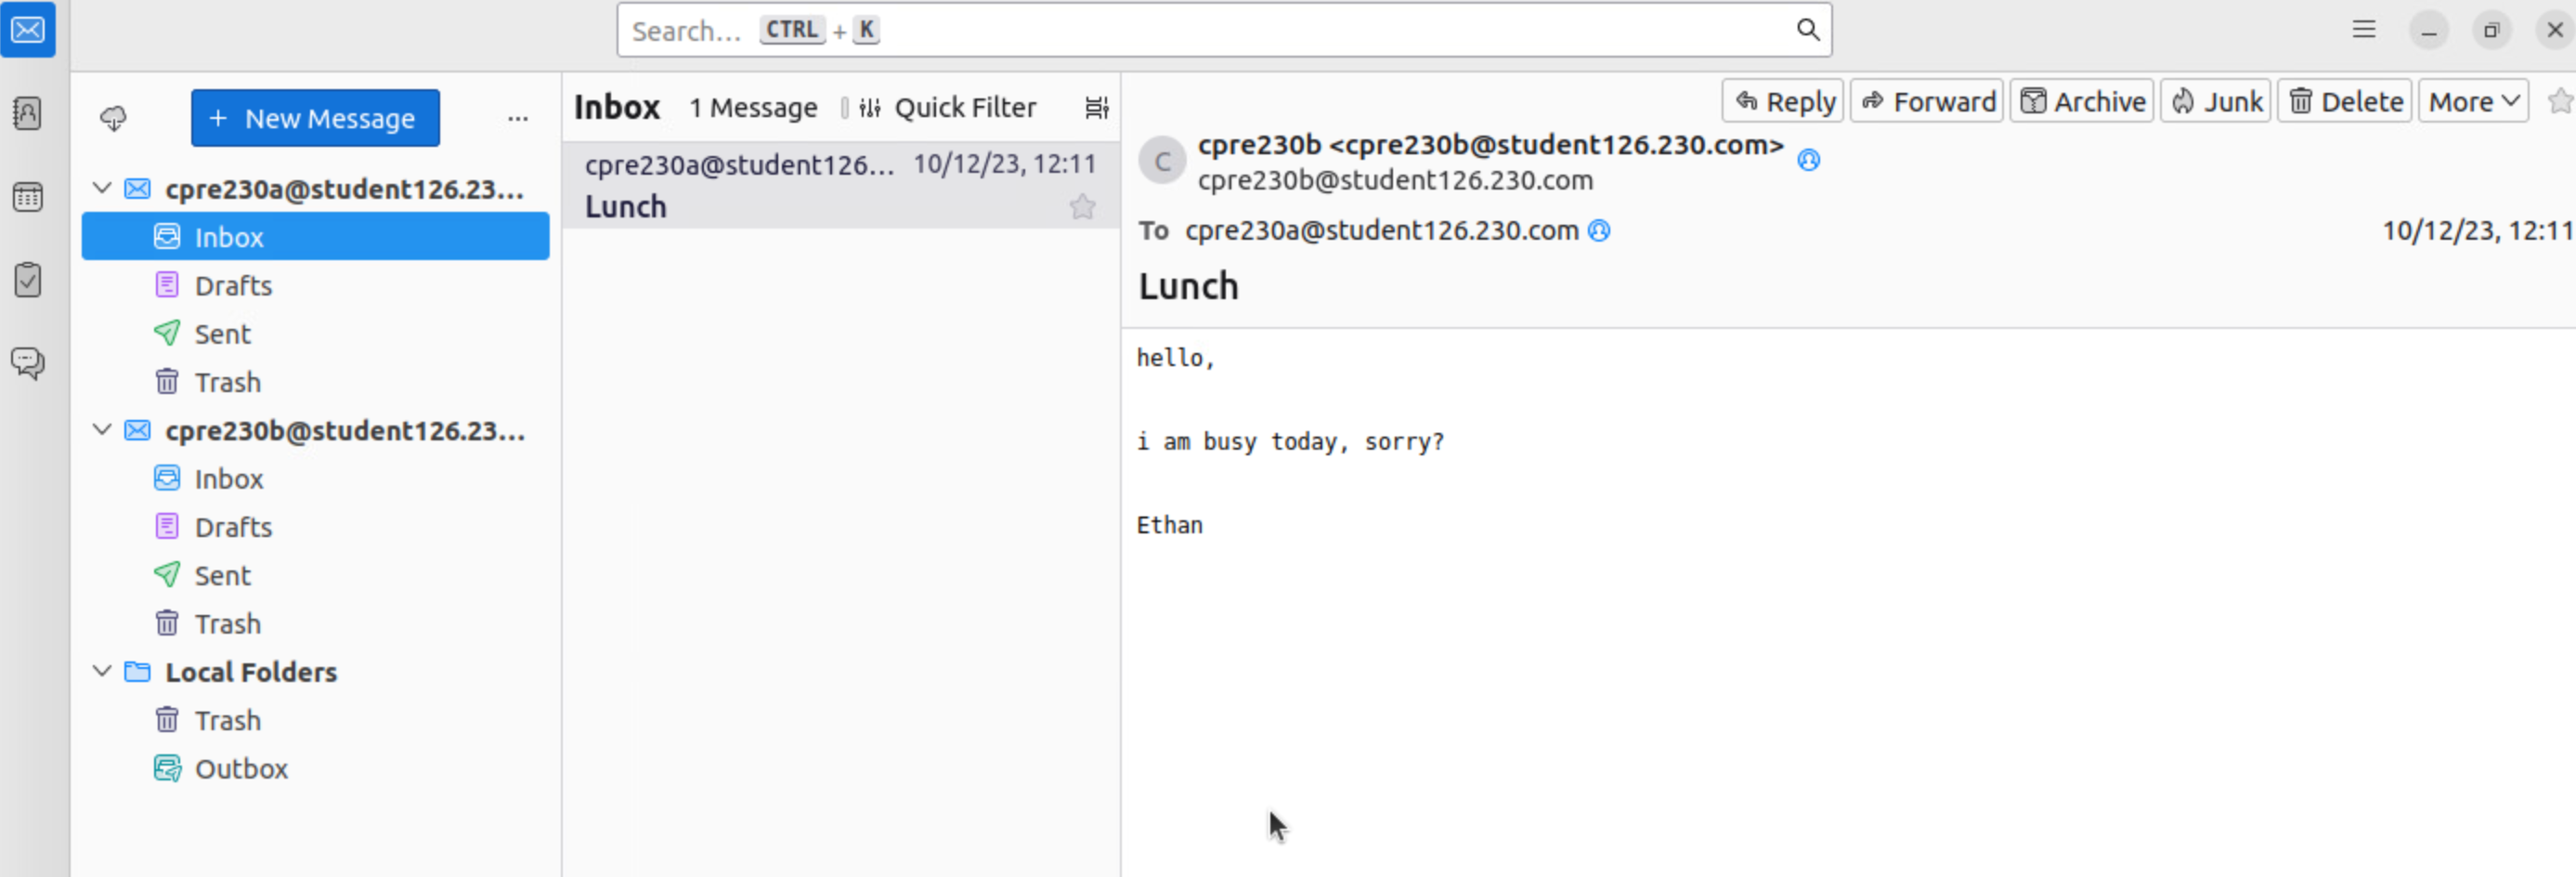 Search… CTRL + K
+ New Message
cpre230a@student126.23...
Inbox
Drafts
Sent
Trash
cpre230b@student126.23...
Inbox
Drafts
Sent
Trash
Local Folders
Trash
Outbox
Inbox 1 Message Quick Filter
cpre230a@student126... 10/12/23, 12:11
Lunch
Reply Forward Archive Junk Delete More
C
cpre230b <cpre230b@student126.230.com>
cpre230b@student126.230.com
To cpre230a@student126.230.com 10/12/23, 12:11
Lunch
hello,
i am busy today, sorry?
Ethan